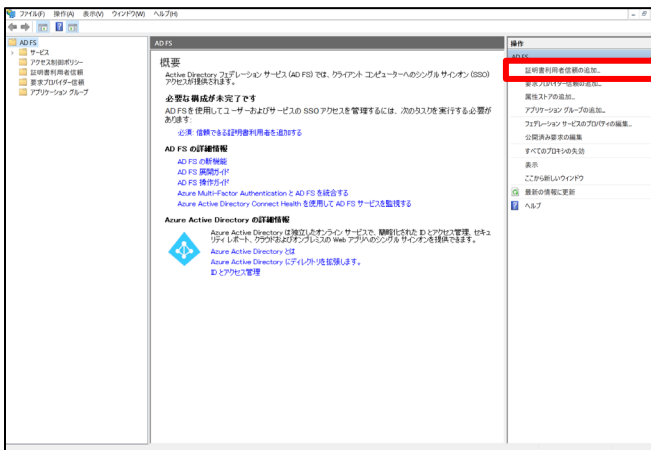 ファイル(F) 操作(A) 表示(V) ウィンドウ(W) ヘルプ(H)
AD FS
サービス
アクセス制御ポリシー
証明書利用者信頼
要求プロバイダー信頼
アプリケーション グループ
AD FS
概要
Active Directory フェデレーション サービス (AD FS) では、クライアント コンピューターへのシングル サインオン (SSO)
アクセスが提供されます。
必要な構成が未完了です
AD FS を使用してユーザーおよびサービスの SSO アクセスを管理するには、次のタスクを実行する必要が
あります:
必須: 信頼できる証明書利用者を追加する
AD FS の詳細情報
AD FS の新機能
AD FS 展開ガイド
AD FS 操作ガイド
Azure Multi-Factor Authentication と AD FS を統合する
Azure Active Directory Connect Health を使用して AD FS サービスを監視する
Azure Active Directory の詳細情報
Azure Active Directory は独立したオンライン サービスで、簡略化された ID とアクセス管理、セキュ
リティ レポート、クラウドおよびオンプレミスの Web アプリへのシングル サインオンを提供できます。
Azure Active Directory とは
Azure Active Directory にディレクトリを拡張します。
ID とアクセス管理
操作
AD FS
証明書利用者信頼の追加...
要求プロバイダー信頼の追加...
属性ストアの追加...
アプリケーション グループの追加...
フェデレーション サービスのプロパティの編集...
公開済み要求の編集
すべてのプロキシの失効
表示
ここから新しいウィンドウ
最新の情報に更新
ヘルプ